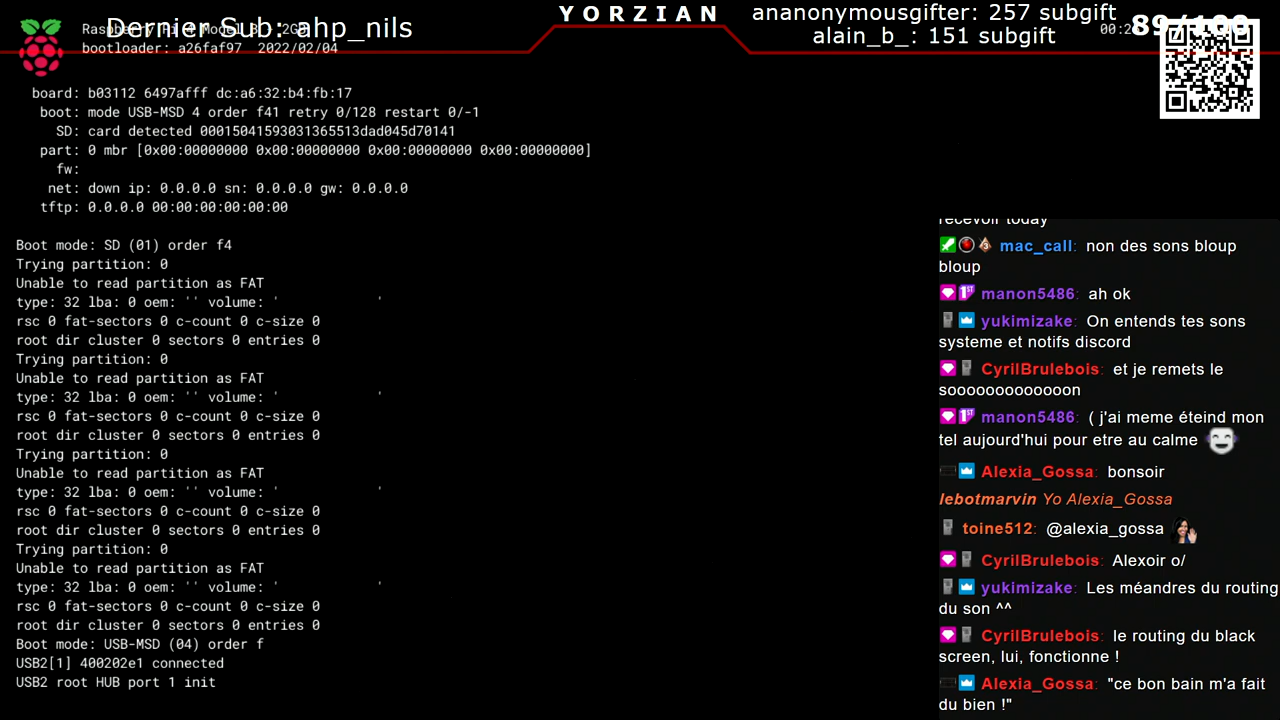 Raspberry Pi 4 Model B 2GB
Dernier Sub: ahp_nils
YORZIAN
ananonymousgifter: 257 subgift
alain_b_: 151 subgift
89/100
bootloader: a26faf97 2022/02/04
board: b03112 6497afff dc:a6:32:b4:fb:17
boot: mode USB-MSD 4 order f41 retry 0/128 restart 0/-1
SD: card detected 00015041593031365513dad045d70141
part: 0 mbr [0x00:00000000 0x00:00000000 0x00:00000000 0x00:00000000]
fw:
net: down ip: 0.0.0.0 sn: 0.0.0.0 gw: 0.0.0.0
tftp: 0.0.0.0 00:00:00:00:00:00
Boot mode: SD (01) order f4
Trying partition: 0
Unable to read partition as FAT
type: 32 lba: 0 oem: '' volume: '             '
rsc 0 fat-sectors 0 c-count 0 c-size 0
root dir cluster 0 sectors 0 entries 0
Trying partition: 0
Unable to read partition as FAT
type: 32 lba: 0 oem: '' volume: '             '
rsc 0 fat-sectors 0 c-count 0 c-size 0
root dir cluster 0 sectors 0 entries 0
Trying partition: 0
Unable to read partition as FAT
type: 32 lba: 0 oem: '' volume: '             '
rsc 0 fat-sectors 0 c-count 0 c-size 0
root dir cluster 0 sectors 0 entries 0
Trying partition: 0
Unable to read partition as FAT
type: 32 lba: 0 oem: '' volume: '             '
rsc 0 fat-sectors 0 c-count 0 c-size 0
root dir cluster 0 sectors 0 entries 0
Boot mode: USB-MSD (04) order f
USB2[1] 400202e1 connected
USB2 root HUB port 1 init
recevoir today
mac_call: non des sons bloup
bloup
manon5486: ah ok
yukimizake: On entends tes sons
systeme et notifs discord
CyrilBrulebois: et je remets le
sooooooooooooon
manon5486: ( j'ai meme éteind mon
tel aujourd'hui pour etre au calme
Alexia_Gossa: bonsoir
lebotmarvin Yo Alexia_Gossa
toine512: @alexia_gossa
CyrilBrulebois: Alexoir o/
yukimizake: Les méandres du routing
du son ^^
CyrilBrulebois: le routing du black
screen, lui, fonctionne !
Alexia_Gossa: "ce bon bain m'a fait
du bien !"